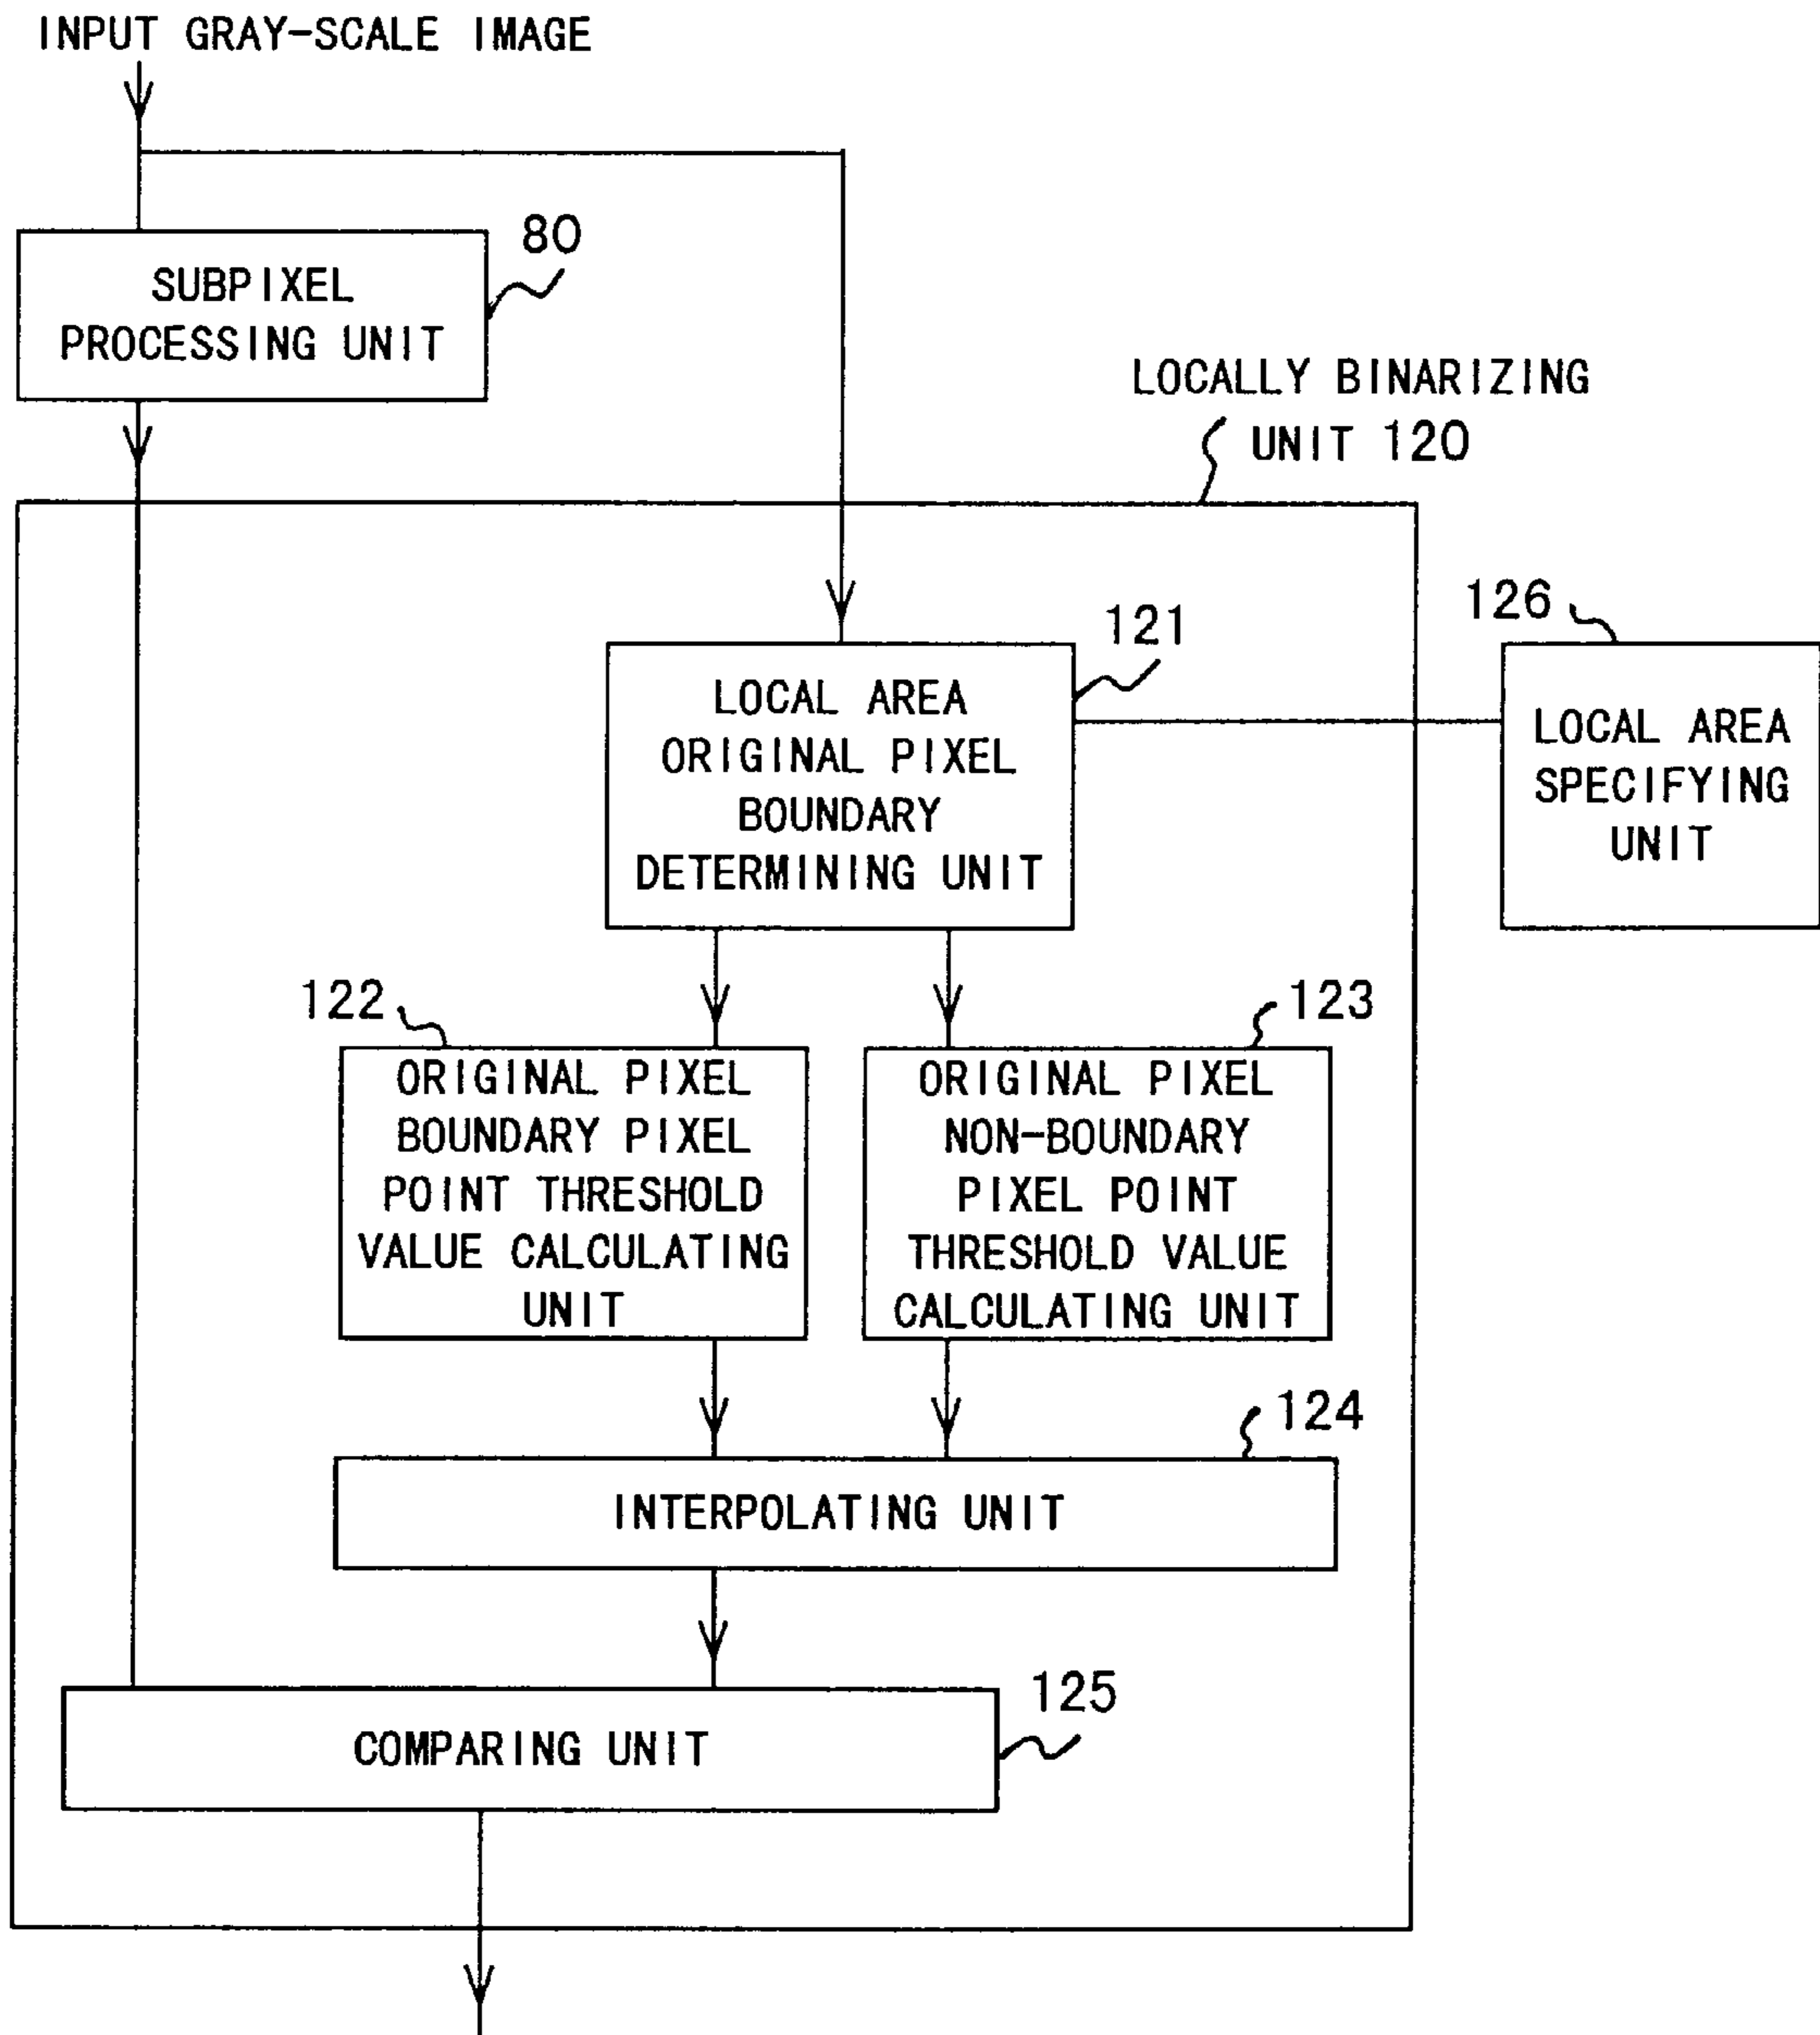 INPUT GRAY-SCALE IMAGE
80
SUBPIXEL
PROCESSING UNIT
LOCALLY BINARIZING
UNIT 120
121
126
LOCAL AREA
ORIGINAL PIXEL
BOUNDARY
DETERMINING UNIT
LOCAL AREA
SPECIFYING
UNIT
122
123
ORIGINAL PIXEL
BOUNDARY PIXEL
POINT THRESHOLD
VALUE CALCULATING
UNIT
ORIGINAL PIXEL
NON-BOUNDARY
PIXEL POINT
THRESHOLD VALUE
CALCULATING UNIT
124
INTERPOLATING UNIT
125
COMPARING UNIT